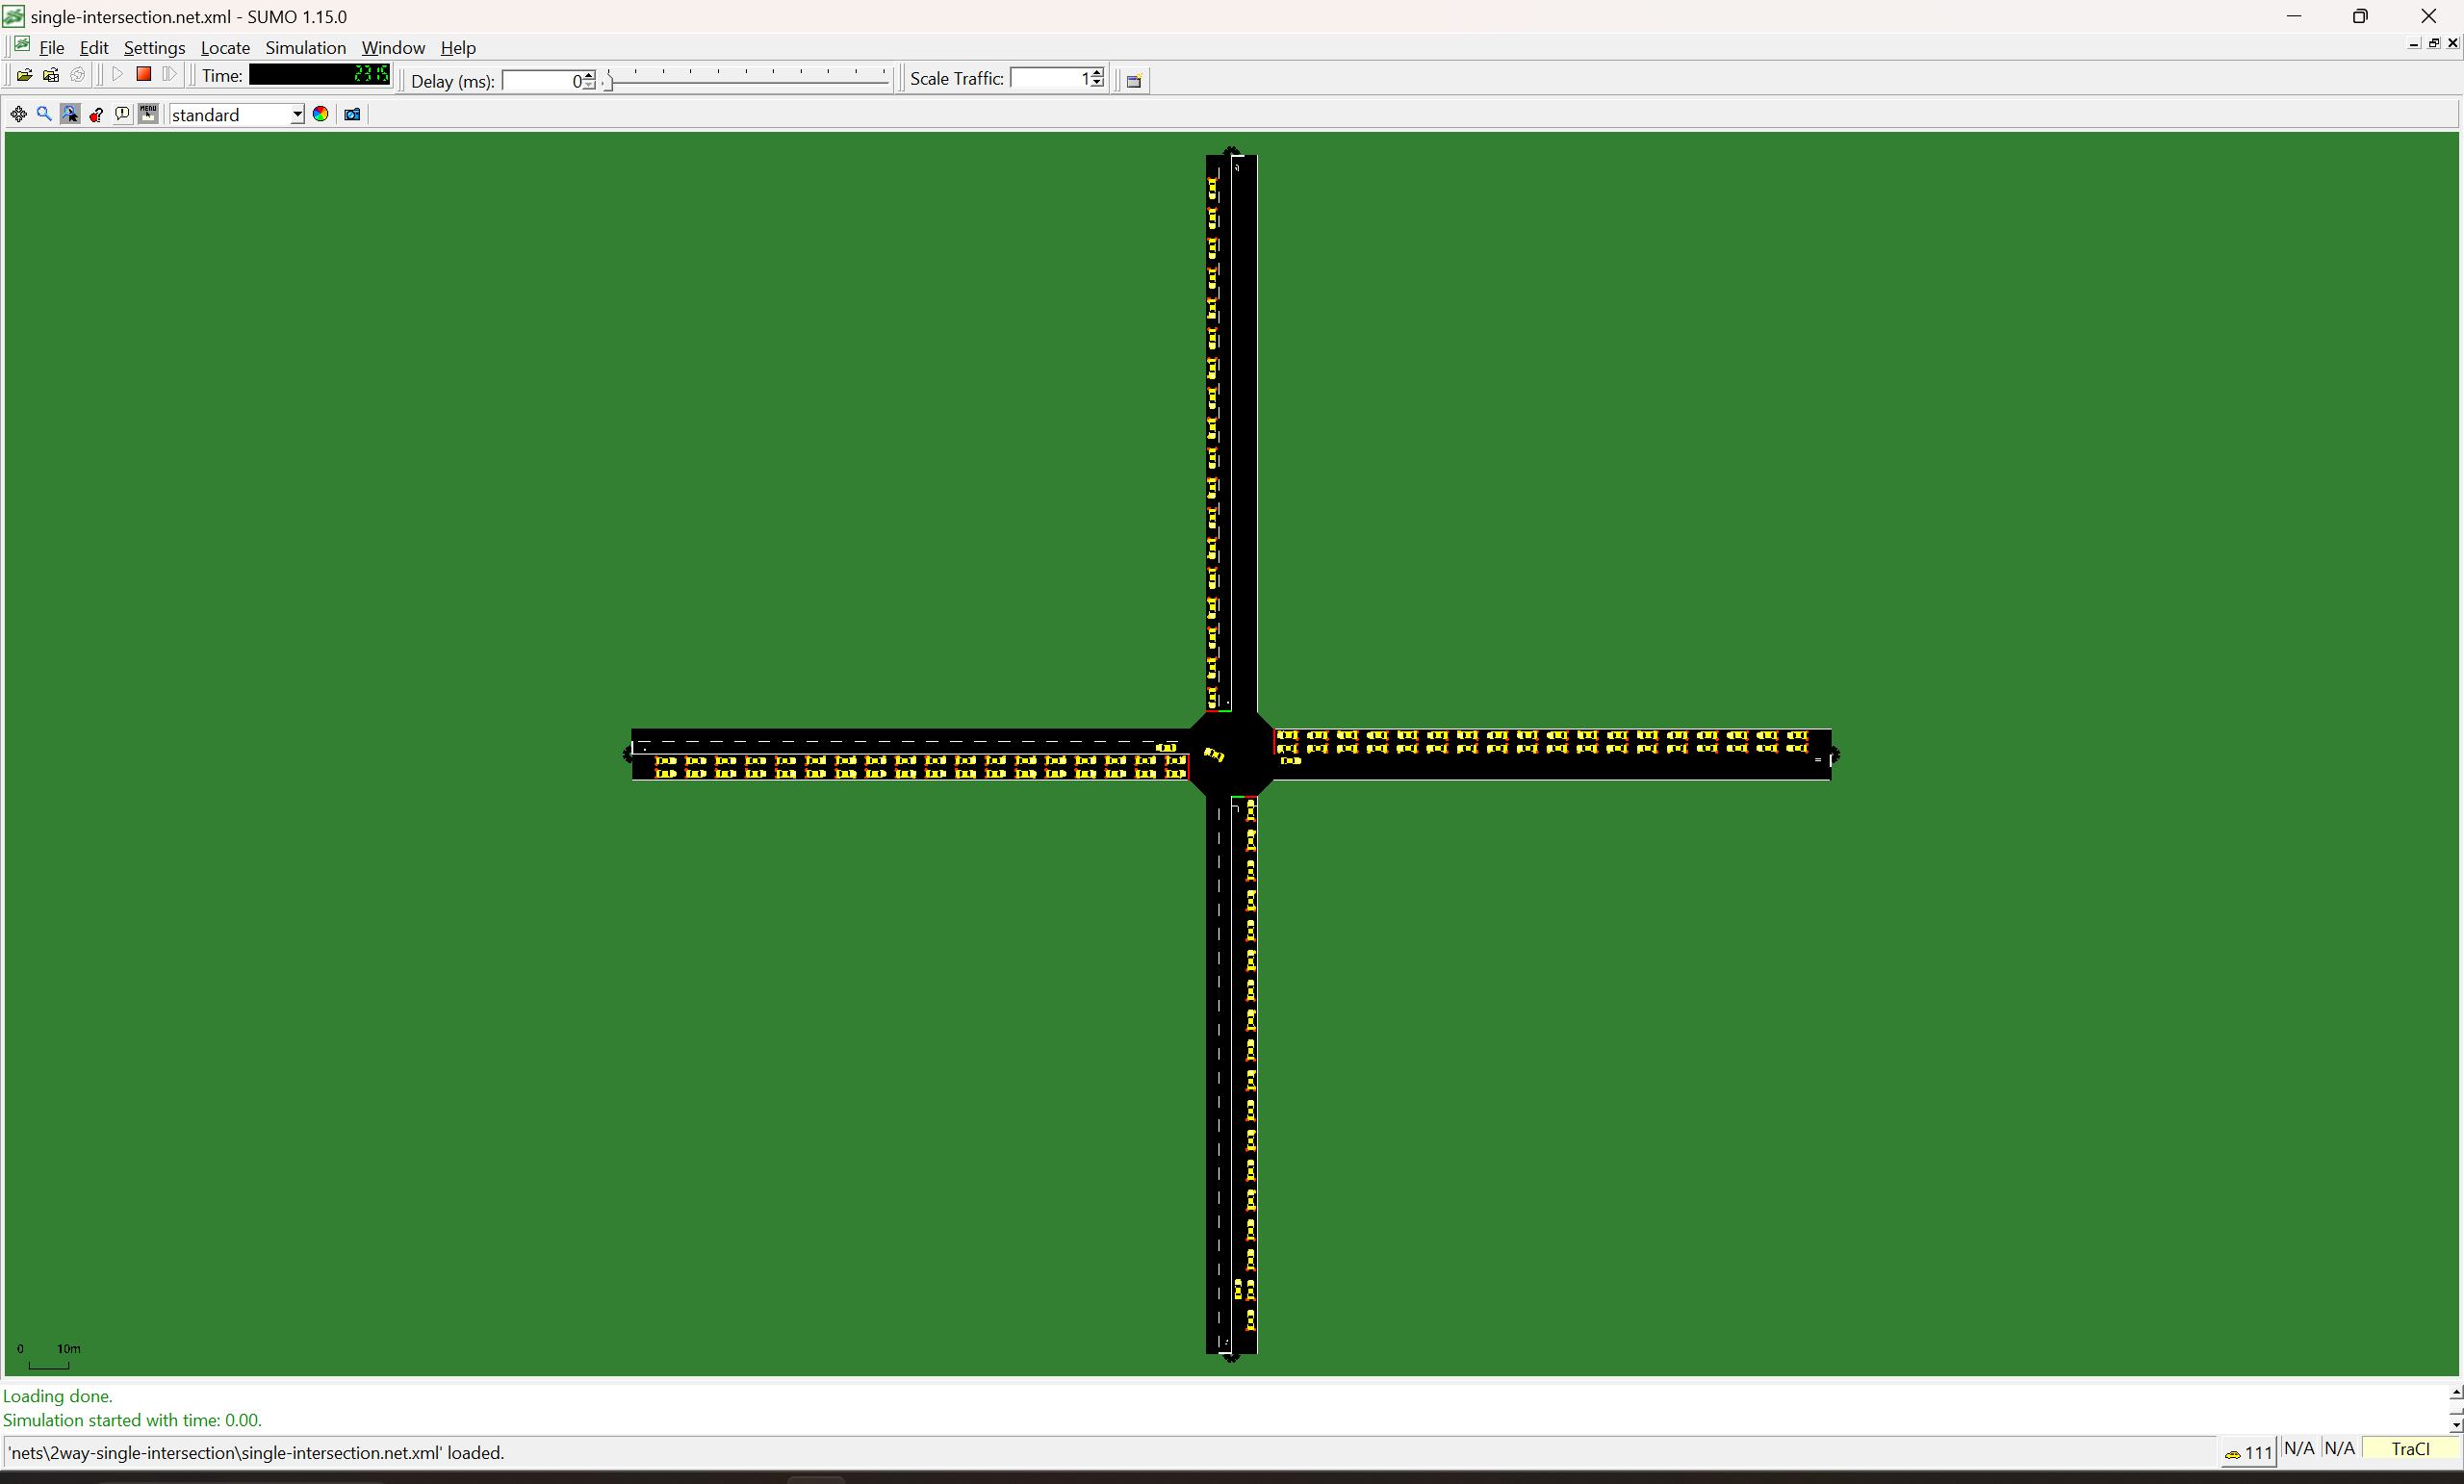 single-intersection.net.xml - SUMO 1.15.0
File Edit Settings Locate Simulation Window Help
Time: 2315 Delay (ms): 0 Scale Traffic: 1
MENU standard
0 10m
Loading done.
Simulation started with time: 0.00.
'nets\2way-single-intersection\single-intersection.net.xml' loaded. 111 N/A N/A TraCI